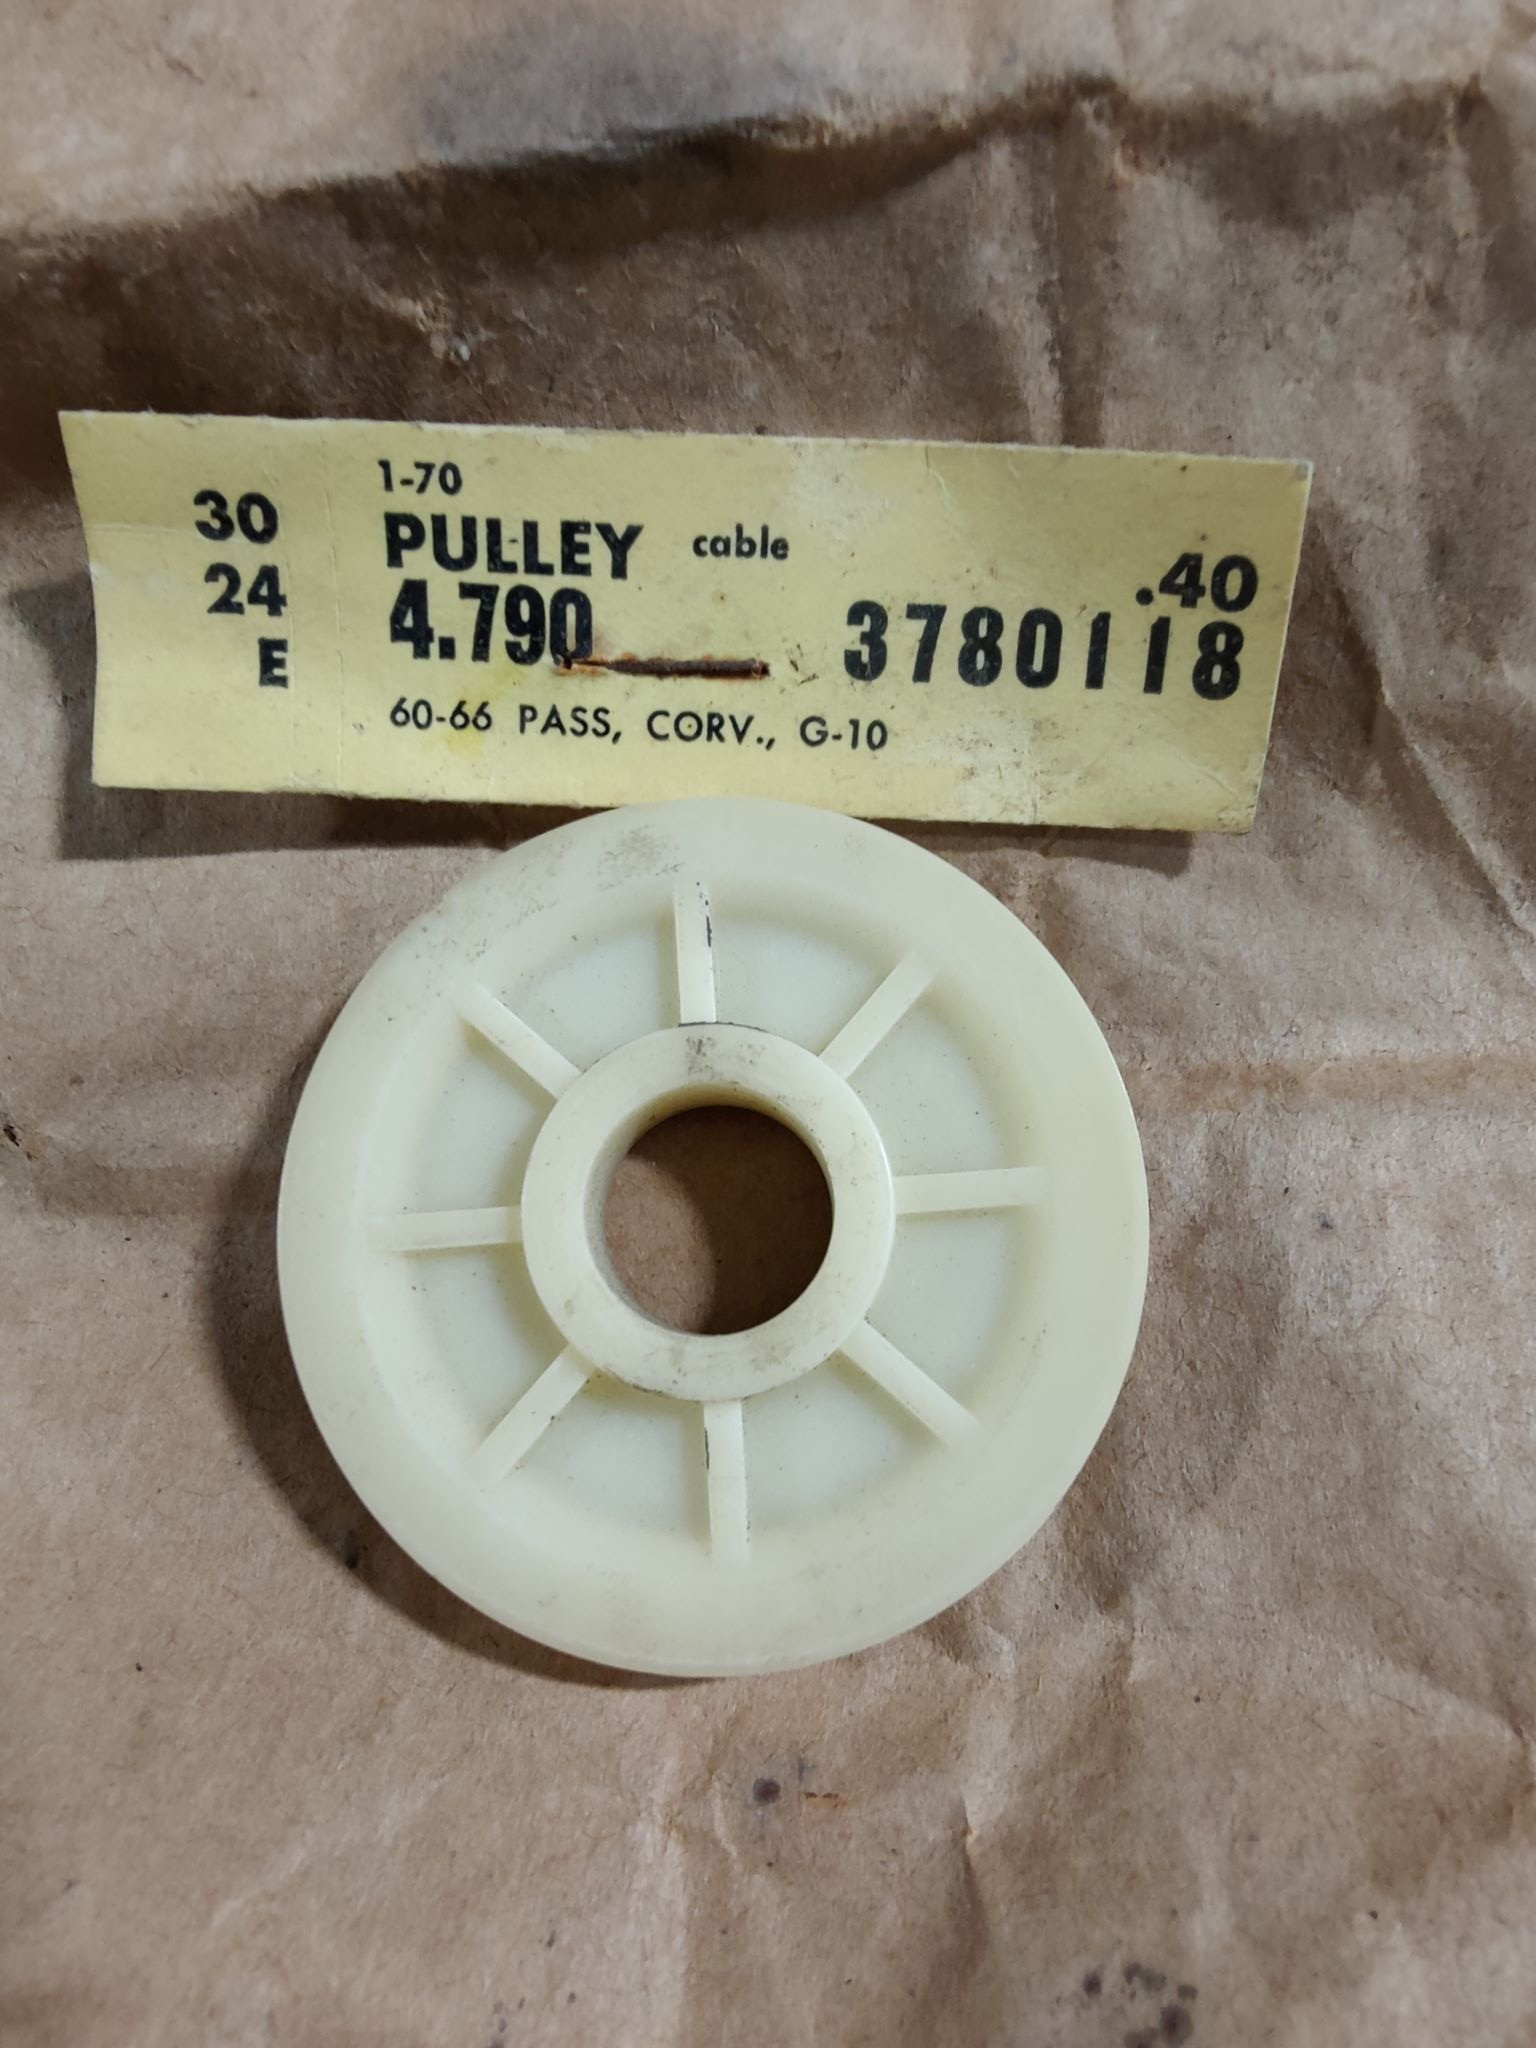 30
24
E
1-70
PULLEY cable
.40
4.790 3780118
60-66 PASS, CORV., G-10